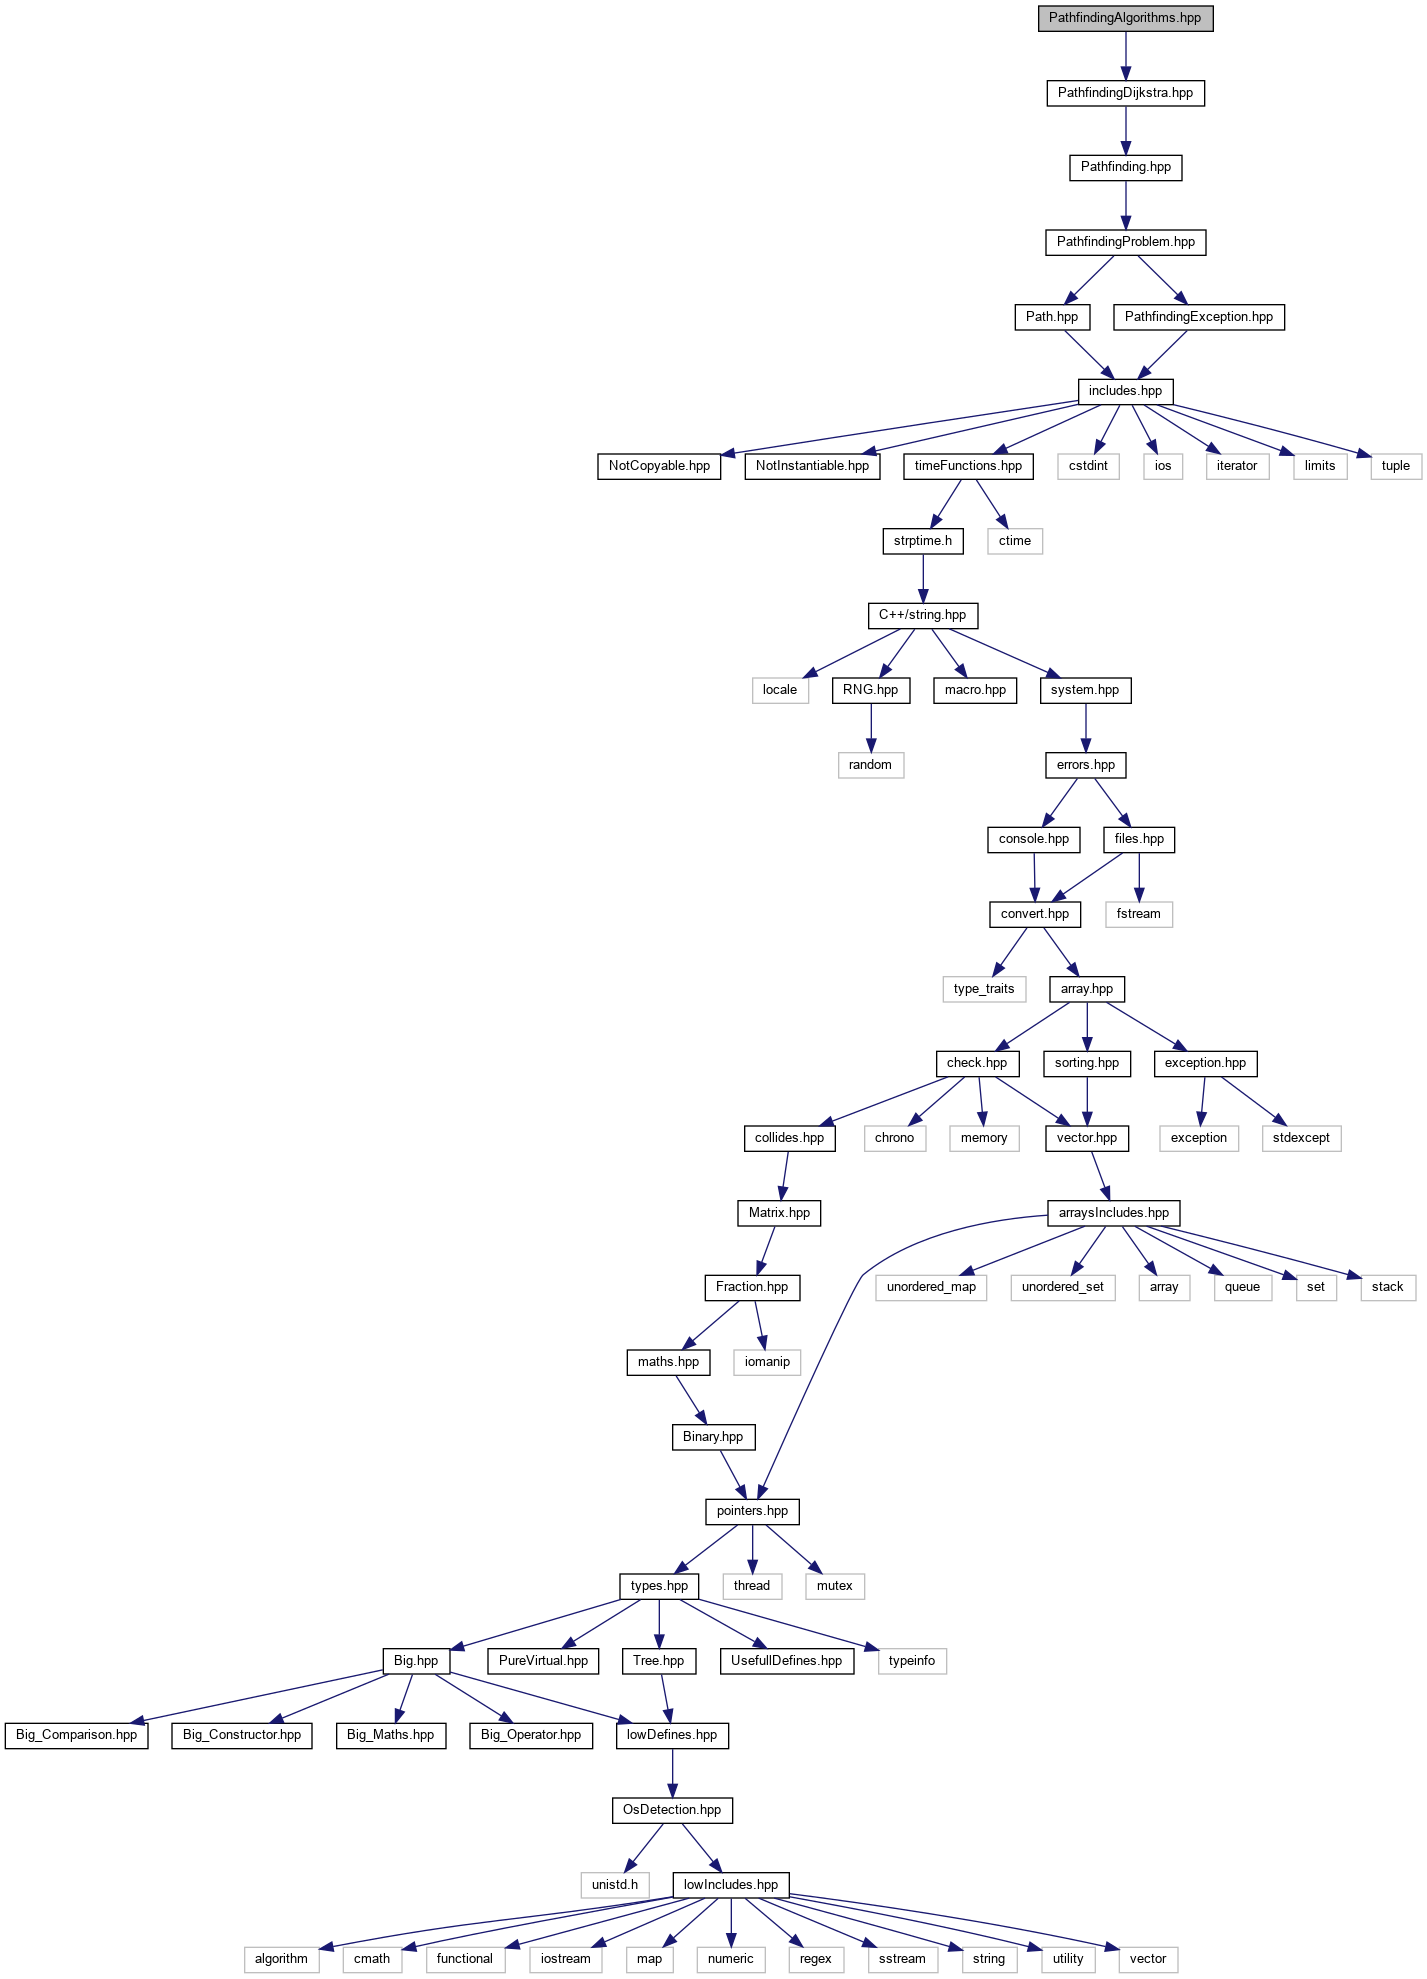 PathfindingAlgorithms.hpp
PathfindingDijkstra.hpp
Pathfinding.hpp
PathfindingProblem.hpp
Path.hpp
PathfindingException.hpp
includes.hpp
NotCopyable.hpp
NotInstantiable.hpp
timeFunctions.hpp
cstdint
ios
iterator
limits
tuple
strptime.h
ctime
C++/string.hpp
locale
RNG.hpp
macro.hpp
system.hpp
random
errors.hpp
console.hpp
files.hpp
convert.hpp
fstream
type_traits
array.hpp
check.hpp
sorting.hpp
exception.hpp
collides.hpp
chrono
memory
vector.hpp
exception
stdexcept
Matrix.hpp
arraysIncludes.hpp
Fraction.hpp
unordered_map
unordered_set
array
queue
set
stack
maths.hpp
iomanip
Binary.hpp
pointers.hpp
types.hpp
thread
mutex
Big.hpp
PureVirtual.hpp
Tree.hpp
UsefullDefines.hpp
typeinfo
Big_Comparison.hpp
Big_Constructor.hpp
Big_Maths.hpp
Big_Operator.hpp
lowDefines.hpp
OsDetection.hpp
unistd.h
lowIncludes.hpp
algorithm
cmath
functional
iostream
map
numeric
regex
sstream
string
utility
vector